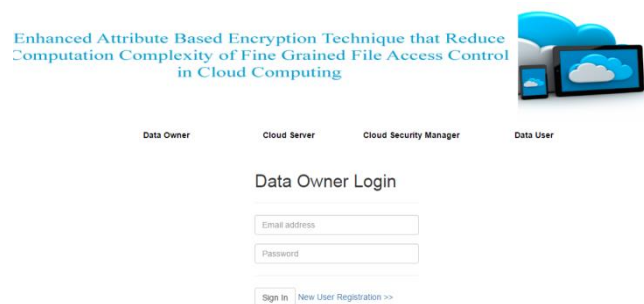 Enhanced Attribute Based Encryption Technique that Reduce
Computation Complexity of Fine Grained File Access Control
in Cloud Computing
Data Owner Cloud Server Cloud Security Manager Data User
Data Owner Login
Email address
Password
Sign In New User Registration >>